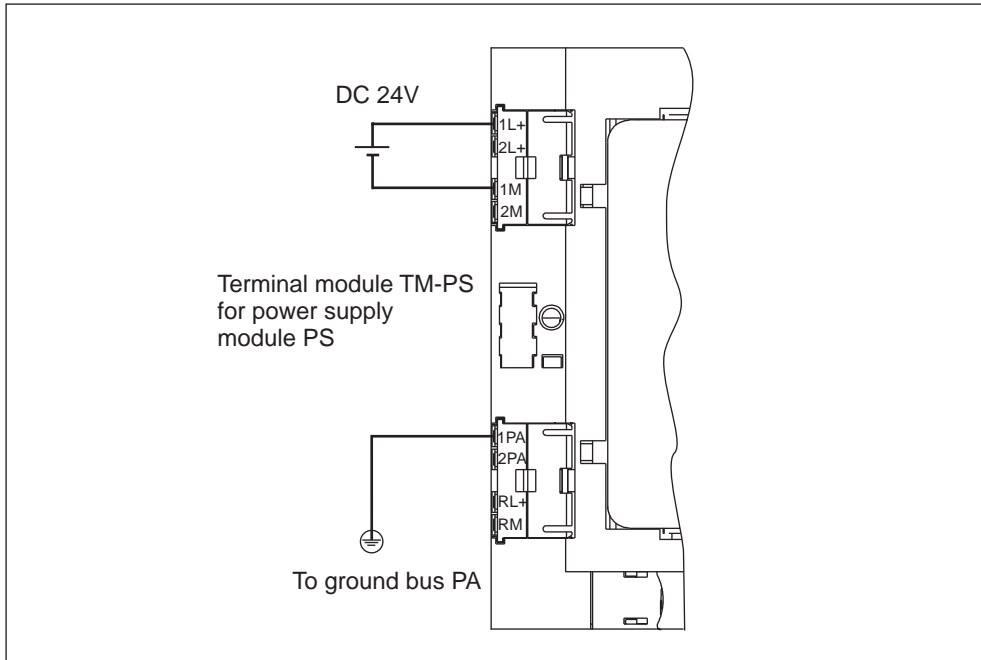 DC 24V
1L+
2L+
1M
2M
Terminal module TM-PS
for power supply
module PS
1PA
2PA
RL+
RM
To ground bus PA